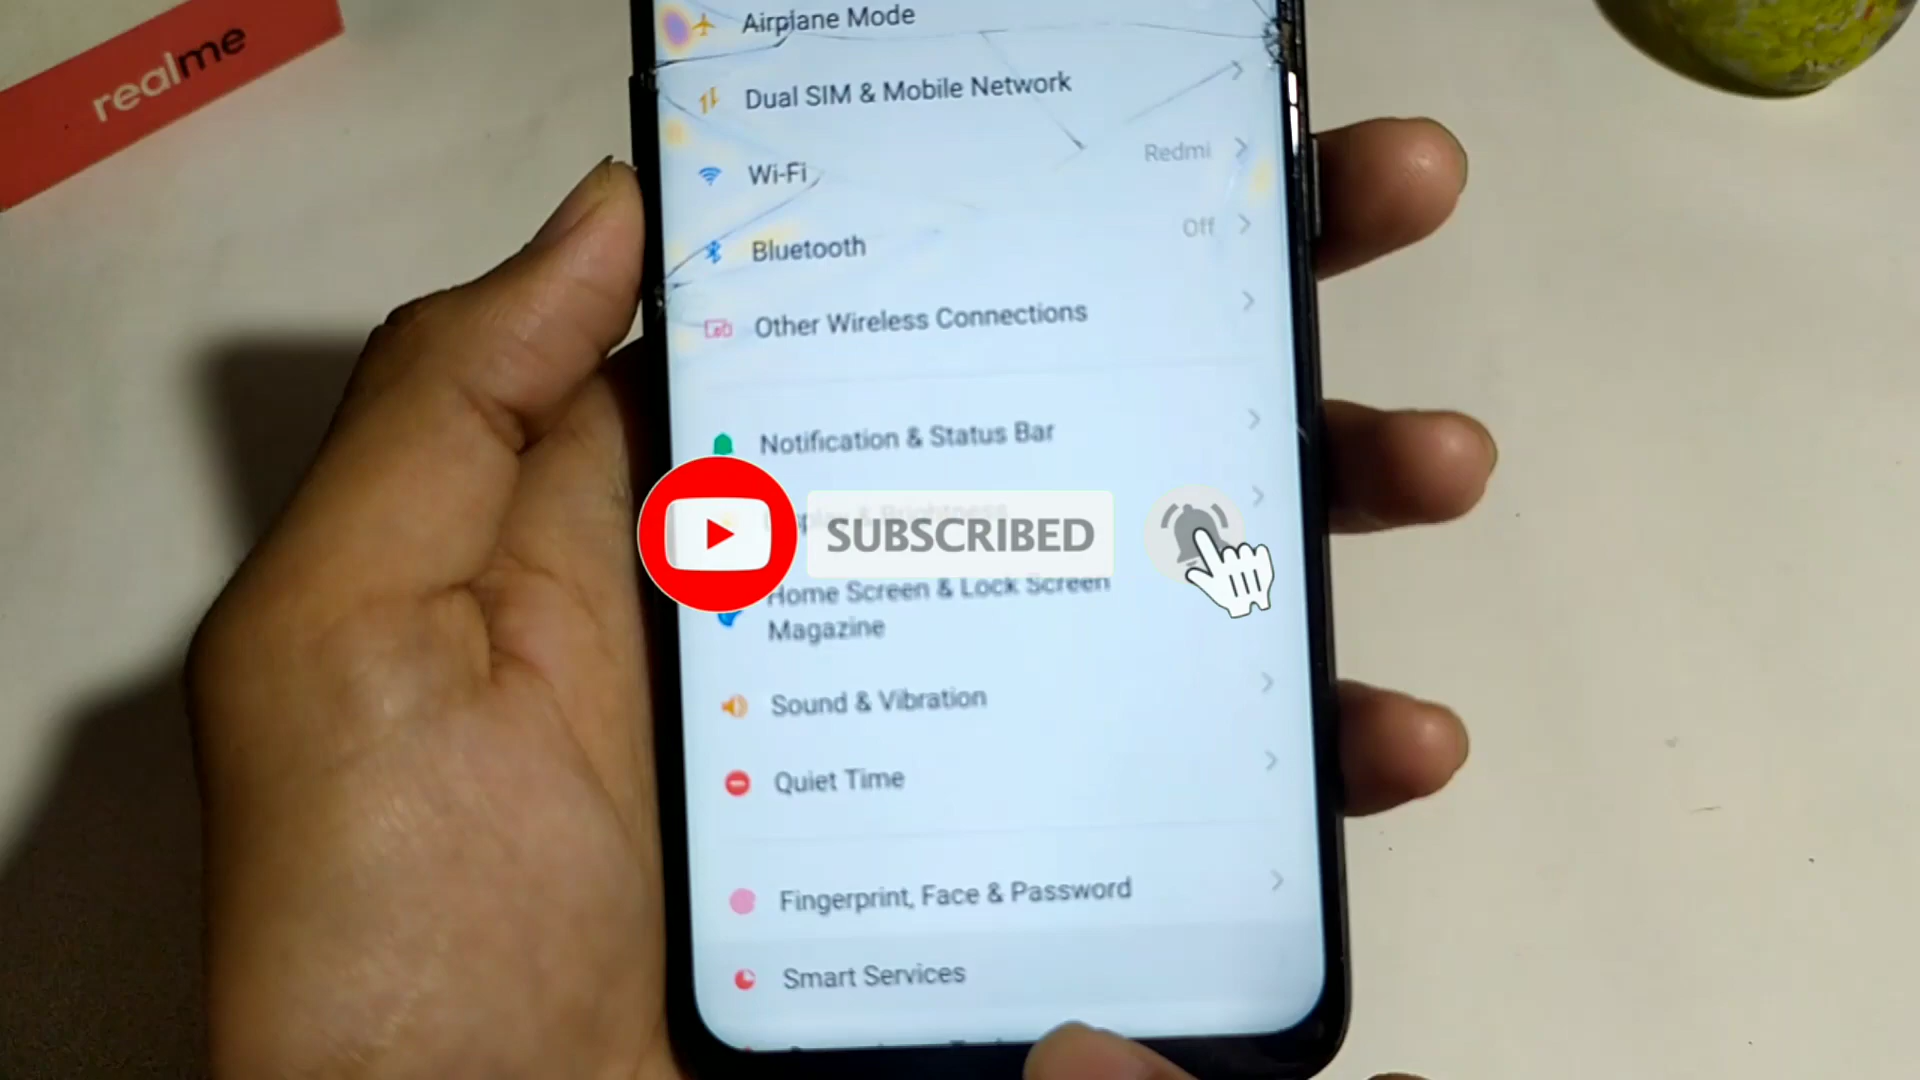 realme
Airplane Mode
Dual SIM & Mobile Network
Wi-Fi
Redmi
Bluetooth
Off
Other Wireless Connections
Notification & Status Bar
SUBSCRIBED
Home Screen & Lock Screen
Magazine
Sound & Vibration
Quiet Time
Fingerprint, Face & Password
Smart Services